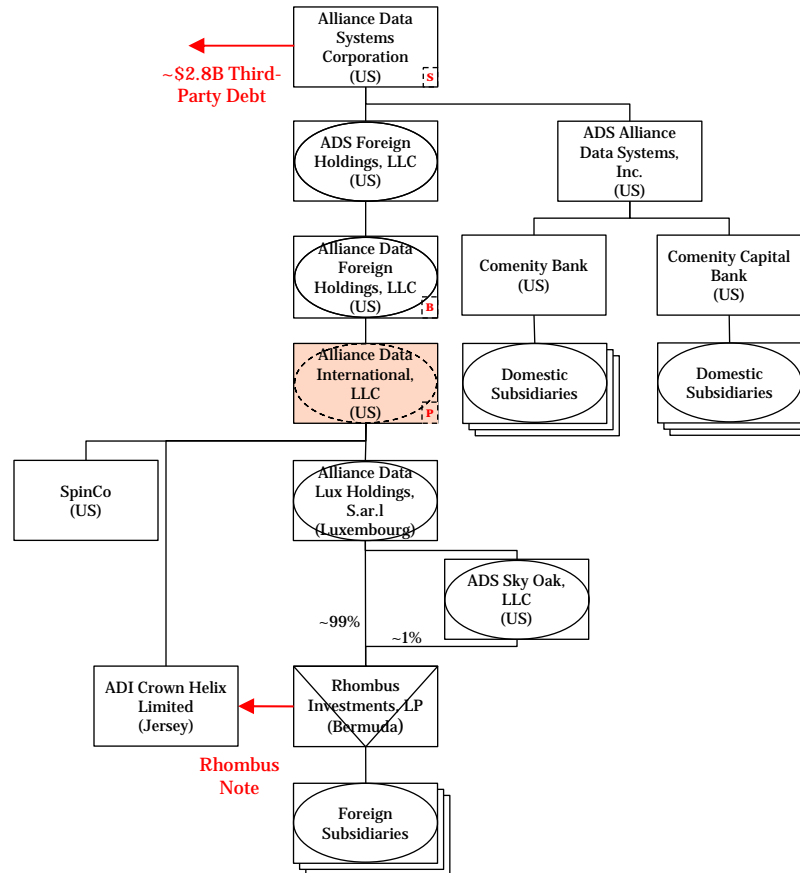 Alliance Data
Systems
Corporation
(US)
S
~$2.8B Third-
Party Debt
ADS Foreign
Holdings, LLC
(US)
ADS Alliance
Data Systems,
Inc.
(US)
Alliance Data
Foreign
Holdings, LLC
(US)
B
Comenity Bank
(US)
Comenity Capital
Bank
(US)
Alliance Data
International,
LLC
(US)
P
Domestic
Subsidiaries
Domestic
Subsidiaries
SpinCo
(US)
Alliance Data
Lux Holdings,
S.ar.l
(Luxembourg)
ADS Sky Oak,
LLC
(US)
~99%
~1%
ADI Crown Helix
Limited
(Jersey)
Rhombus
Investments, LP
(Bermuda)
Rhombus
Note
Foreign
Subsidiaries